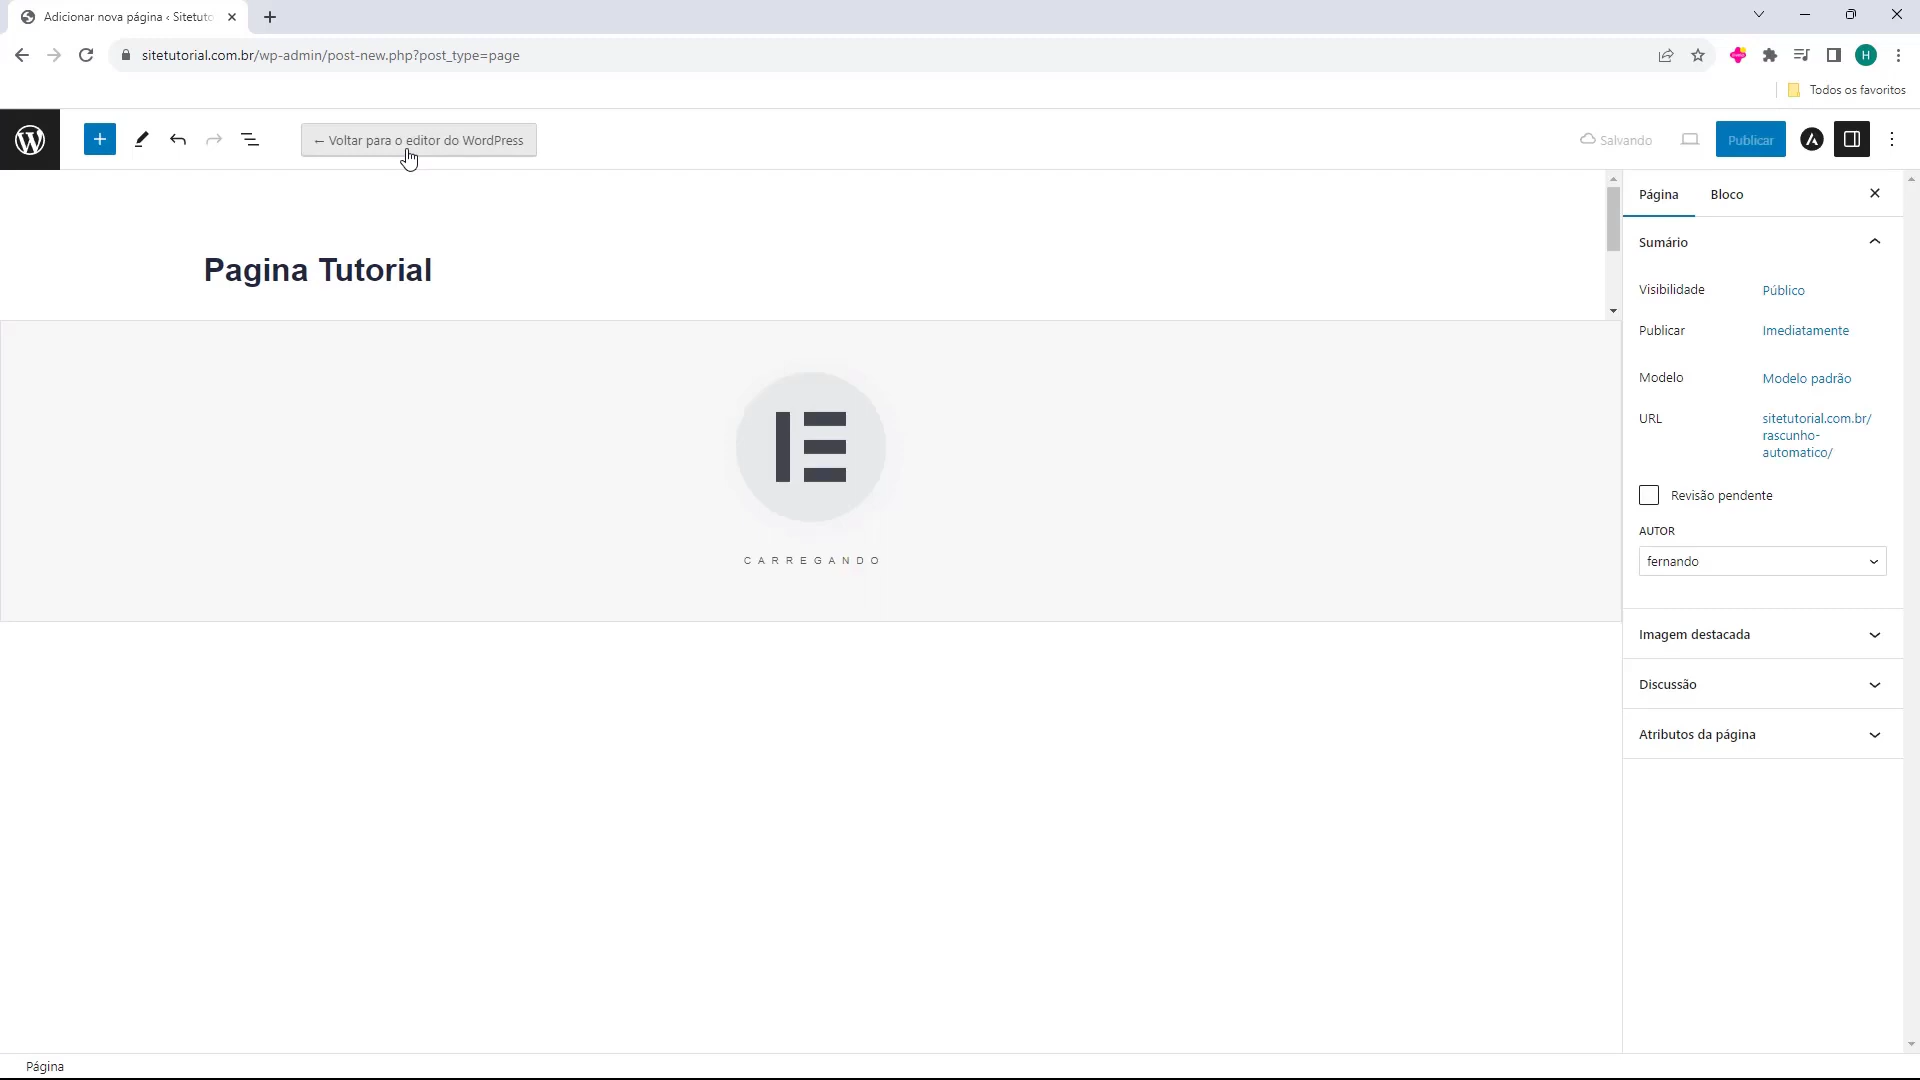 Adicionar nova página ‹ Sitetuto
sitetutorial.com.br/wp-admin/post-new.php?post_type=page
H
Todos os favoritos
← Voltar para o editor do WordPress
Salvando
Publicar
Página
Bloco
Sumário
Pagina Tutorial
Visibilidade
Público
Publicar
Imediatamente
Modelo
Modelo padrão
URL
sitetutorial.com.br/
rascunho-
automatico/
Revisão pendente
AUTOR
fernando
CARREGANDO
Imagem destacada
Discussão
Atributos da página
Página